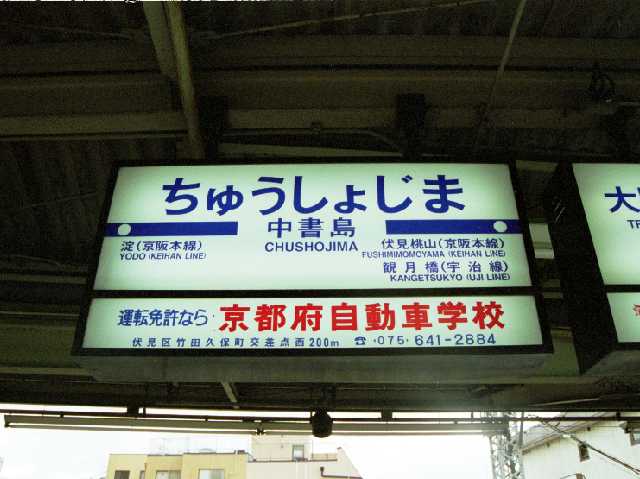 ちゅうしょじま
中書島
CHUSHOJIMA
淀(京阪本線)
YODO (KEIHAN LINE)
伏見桃山(京阪本線)
FUSHIMIMOMOYAMA (KEIHAN LINE)
観月橋(宇治線)
KANGETSUKYO (UJI LINE)
運転免許なら 京都府自動車学校
伏見区竹田久保町交差点西200m ☎・075・641-2884
大